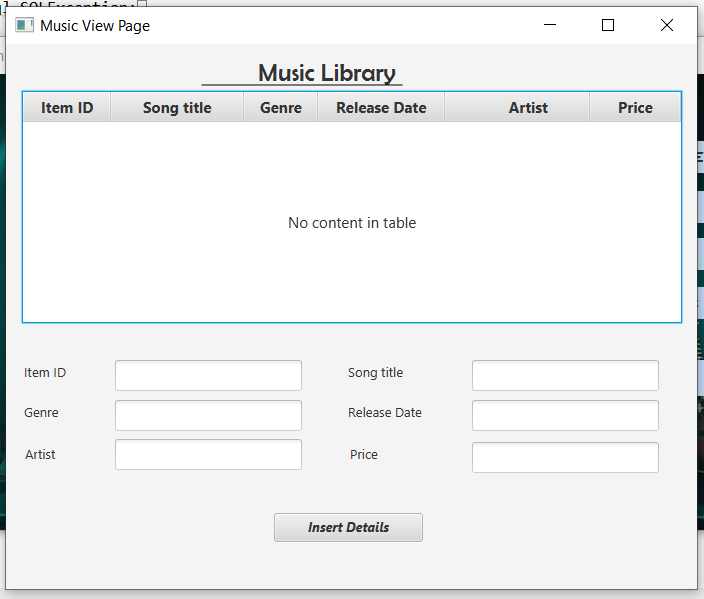 SQLException;
Music View Page
Music Library
Item ID Song title Genre Release Date Artist Price
No content in table
Item ID Song title
Genre Release Date
Artist Price
Insert Details